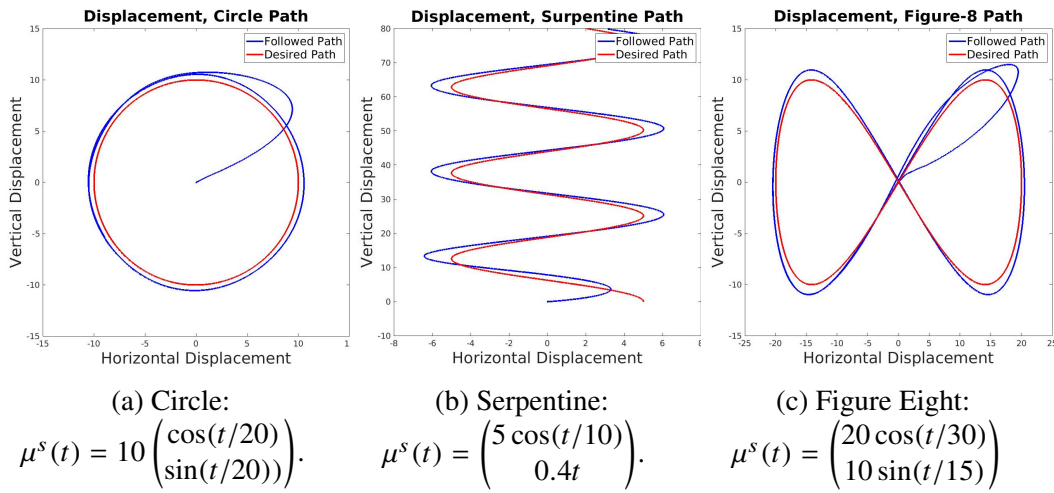 Displacement, Circle Path
15
10
5
0
-5
-10
-15
-15 -10 -5 0 5 10 1
Vertical Displacement
Horizontal Displacement
Followed Path
Desired Path
Displacement, Surpentine Path
80
70
60
50
40
30
20
10
0
-10
-8 -6 -4 -2 0 2 4 6 8
Horizontal Displacement
Followed Path
Desired Path
Displacement, Figure-8 Path
15
10
5
0
-5
-10
-15
-25 -20 -15 -10 -5 0 5 10 15 20 25
Vertical Displacement
Horizontal Displacement
Followed Path
Desired Path
(a) Circle:
μˢ(t) = 10 (cos(t/20)
sin(t/20))).
(b) Serpentine:
μˢ(t) = (5 cos(t/10)
0.4t).
(c) Figure Eight:
μˢ(t) = (20 cos(t/30)
10 sin(t/15))